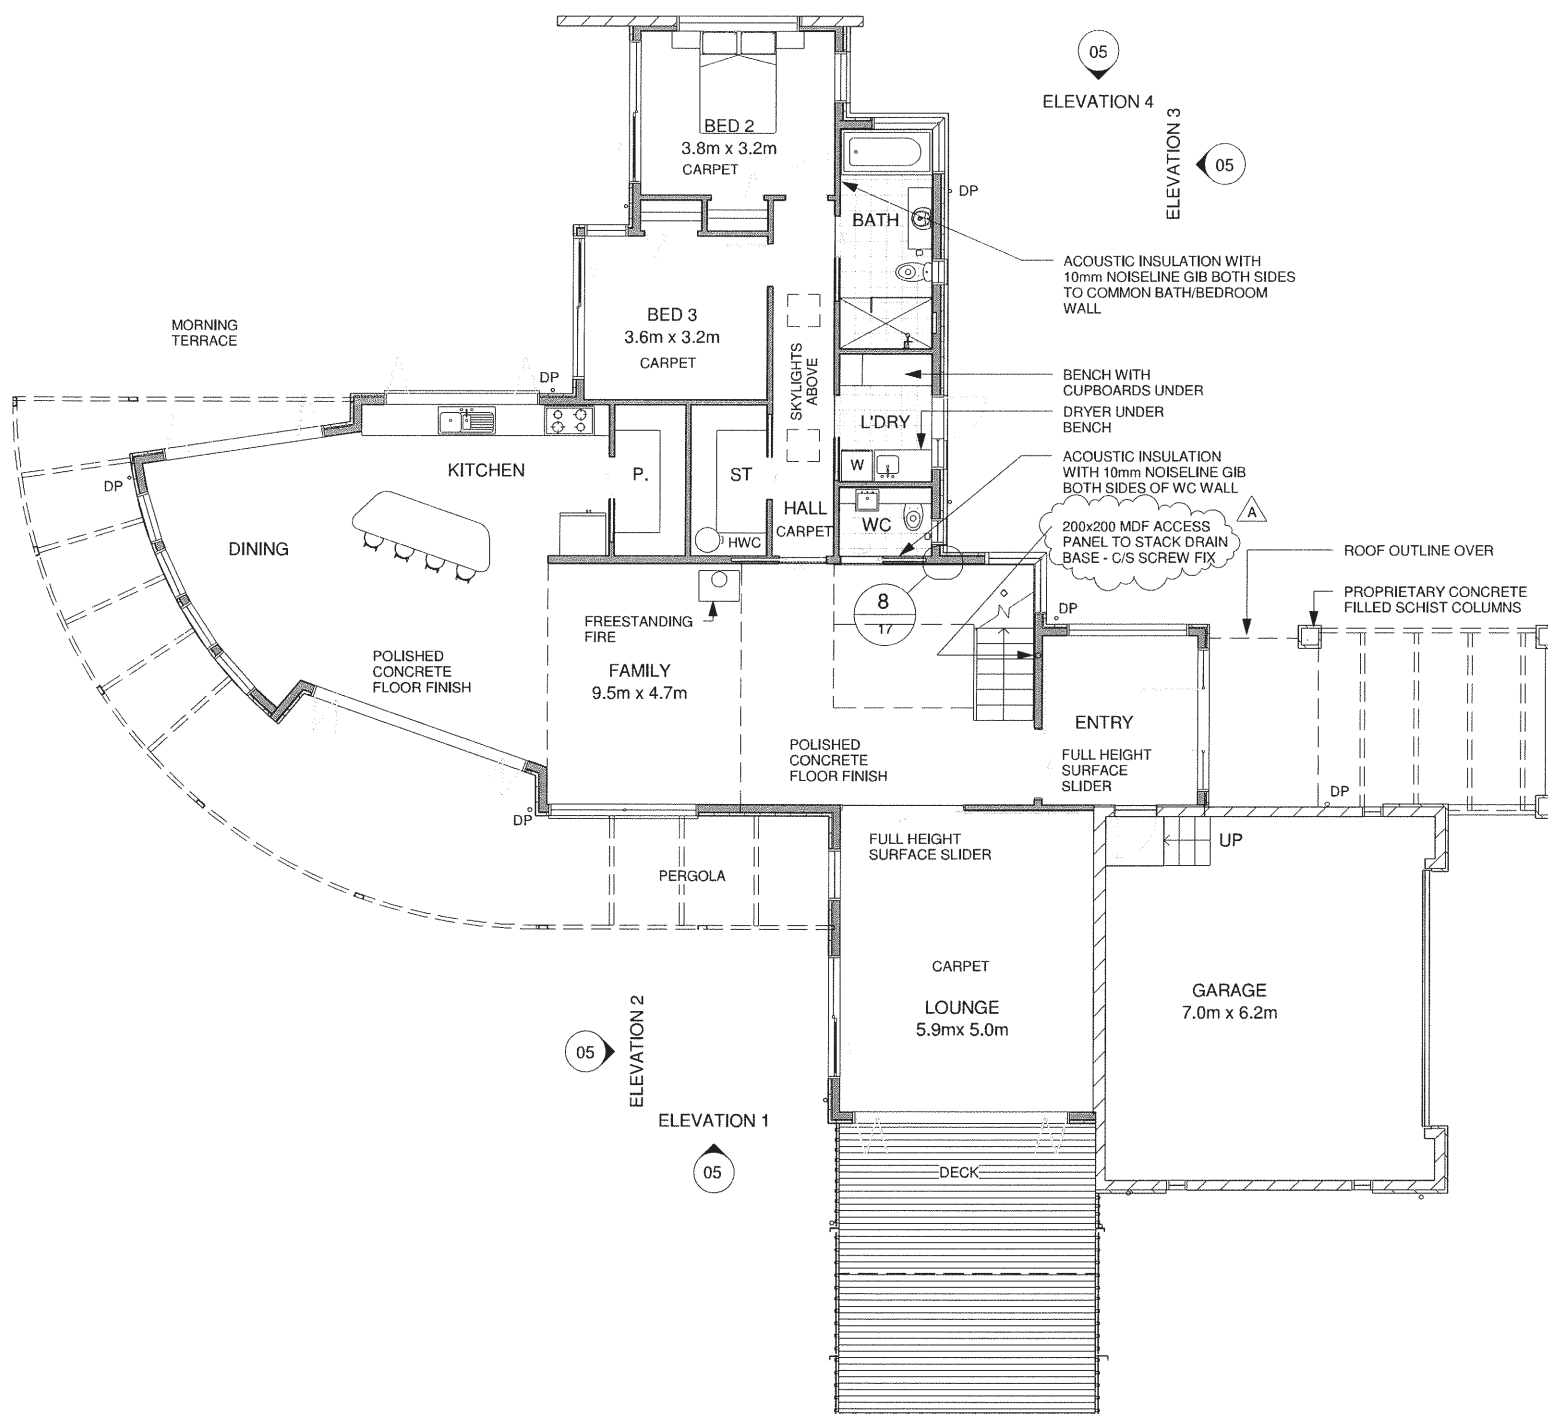 05
ELEVATION 4
ELEVATION 3
05
BED 2
3.8m x 3.2m
CARPET
DP
BATH
ACOUSTIC INSULATION WITH
10mm NOISELINE GIB BOTH SIDES
TO COMMON BATH/BEDROOM
WALL
BED 3
3.6m x 3.2m
CARPET
MORNING
TERRACE
SKYLIGHTS
ABOVE
DP
BENCH WITH
CUPBOARDS UNDER
DRYER UNDER
BENCH
L'DRY
W
KITCHEN
P.
ST
HWC
HALL
CARPET
WC
ACOUSTIC INSULATION
WITH 10mm NOISELINE GIB
BOTH SIDES OF WC WALL
A
200x200 MDF ACCESS
PANEL TO STACK DRAIN
BASE - C/S SCREW FIX
DP
DINING
ROOF OUTLINE OVER
PROPRIETARY CONCRETE
FILLED SCHIST COLUMNS
8
17
DP
FREESTANDING
FIRE
POLISHED
CONCRETE
FLOOR FINISH
FAMILY
9.5m x 4.7m
ENTRY
POLISHED
CONCRETE
FLOOR FINISH
FULL HEIGHT
SURFACE
SLIDER
DP
DP
FULL HEIGHT
SURFACE SLIDER
UP
PERGOLA
CARPET
LOUNGE
5.9mx 5.0m
GARAGE
7.0m x 6.2m
05
ELEVATION 2
ELEVATION 1
05
DECK